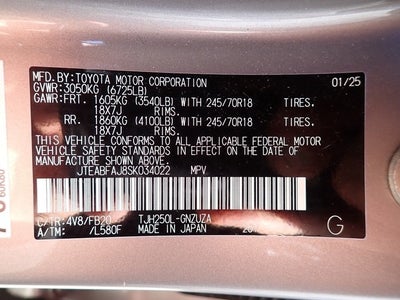 MFD. BY: TOYOTA MOTOR CORPORATION 01/25
GVWR: 3050KG (6725LB)
GAWR: FRT. 1605KG (3540LB) WITH 245/70R18 TIRES.
18X7J RIMS.
RR. 1860KG (4100LB) WITH 245/70R18 TIRES.
18X7J RIMS.
THIS VEHICLE CONFORMS TO ALL APPLICABLE FEDERAL MOTOR
VEHICLE SAFETY STANDARDS IN EFFECT ON THE DATE OF
MANUFACTURE SHOWN ABOVE.
JTEABFAJ8SK034022 MPV
C/TR: 4V8/FB20 TJH250L-GNZUZA
A/TM: /L580F MADE IN JAPAN G